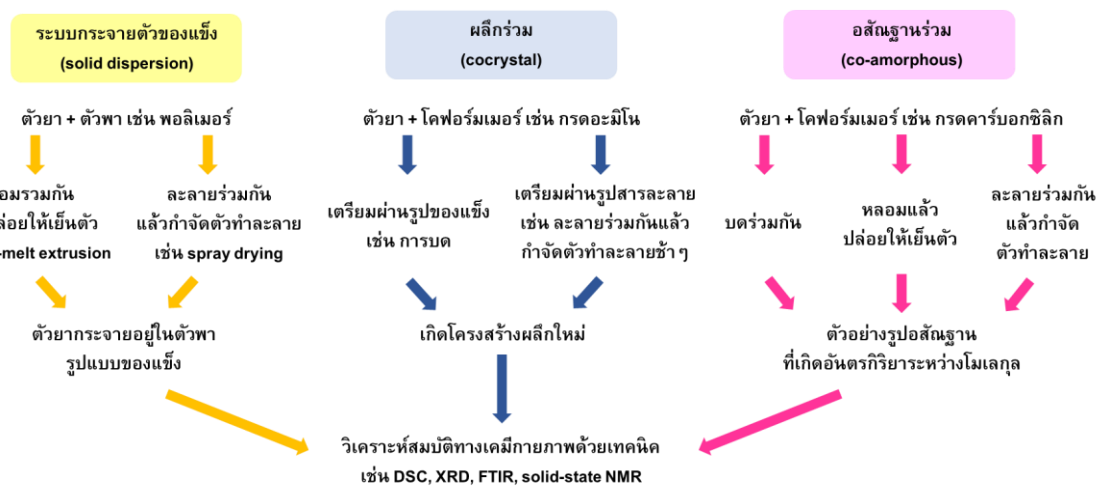 ระบบกระจายตัวของแข็ง
(solid dispersion)
ตัวยา + ตัวพา เช่น พอลิเมอร์
อมรวมกัน
ล่อยให้เย็นตัว
-melt extrusion
ละลายร่วมกัน
แล้วกำจัดตัวทำละลาย
เช่น spray drying
ตัวยากระจายอยู่ในตัวพา
รูปแบบของแข็ง
ผลึกร่วม
(cocrystal)
ตัวยา + โคฟอร์มเมอร์ เช่น กรดอะมิโน
เตรียมผ่านรูปของแข็ง
เช่น การบด
เตรียมผ่านรูปสารละลาย
เช่น ละลายร่วมกันแล้ว
กำจัดตัวทำละลายช้า ๆ
เกิดโครงสร้างผลึกใหม่
อสัณฐานร่วม
(co-amorphous)
ตัวยา + โคฟอร์มเมอร์ เช่น กรดคาร์บอกซิลิก
บดร่วมกัน
หลอมแล้ว
ปล่อยให้เย็นตัว
ละลายร่วมกัน
แล้วกำจัด
ตัวทำละลาย
ตัวอย่างรูปอสัณฐาน
ที่เกิดอันตรกิริยาระหว่างโมเลกุล
วิเคราะห์สมบัติทางเคมีกายภาพด้วยเทคนิค
เช่น DSC, XRD, FTIR, solid-state NMR